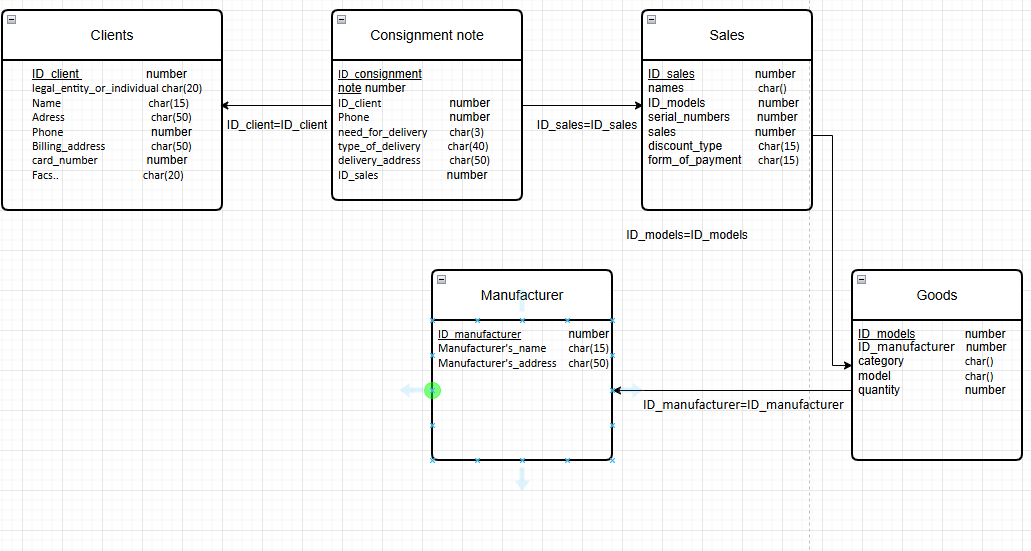 Clients
ID_client number
legal_entity_or_individual char(20)
Name char(15)
Adress char(50)
Phone number
Billing_address char(50)
card_number number
Facs.. char(20)
ID_client=ID_client
Consignment note
ID_consignment
note number
ID_client number
Phone number
need_for_delivery char(3)
type_of_delivery char(40)
delivery_address char(50)
ID_sales number
ID_sales=ID_sales
Sales
ID_sales number
names char()
ID_models number
serial_numbers number
sales number
discount_type char(15)
form_of_payment char(15)
ID_models=ID_models
Manufacturer
ID_manufacturer number
Manufacturer's_name char(15)
Manufacturer's_address char(50)
ID_manufacturer=ID_manufacturer
Goods
ID_models number
ID_manufacturer number
category char()
model char()
quantity number